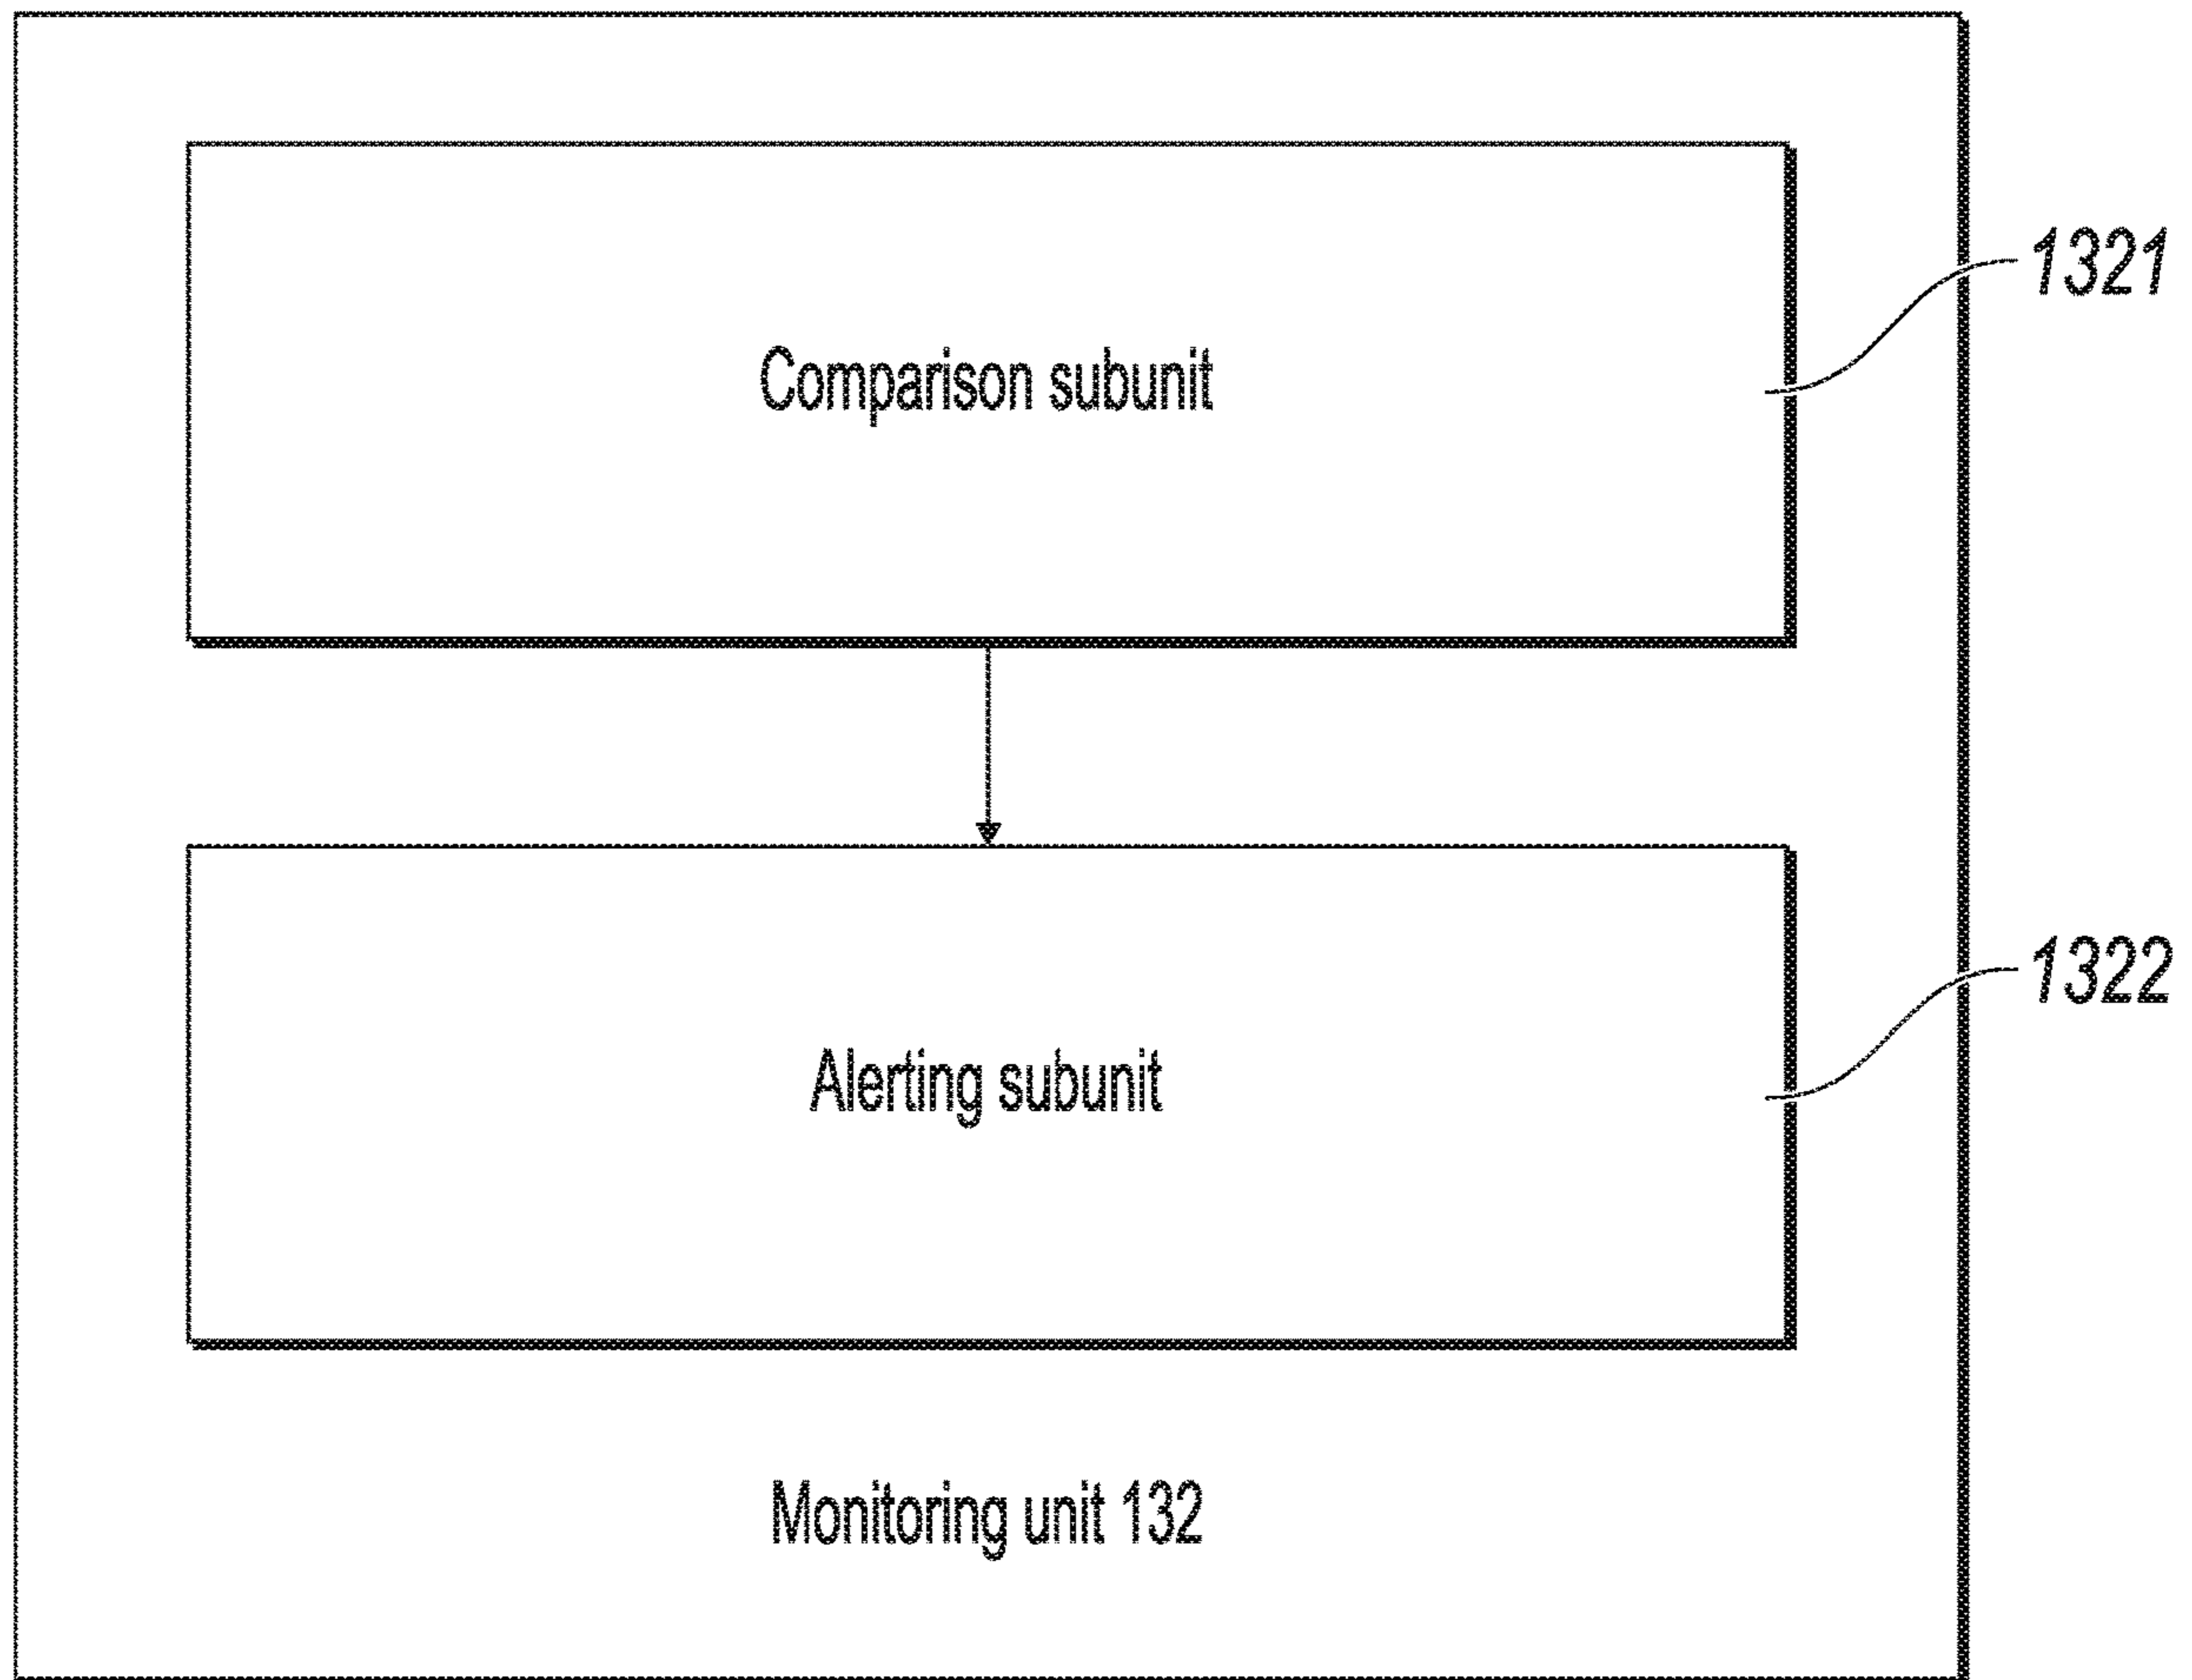 1321
Comparison subunit
1322
Alerting subunit
Monitoring unit 132